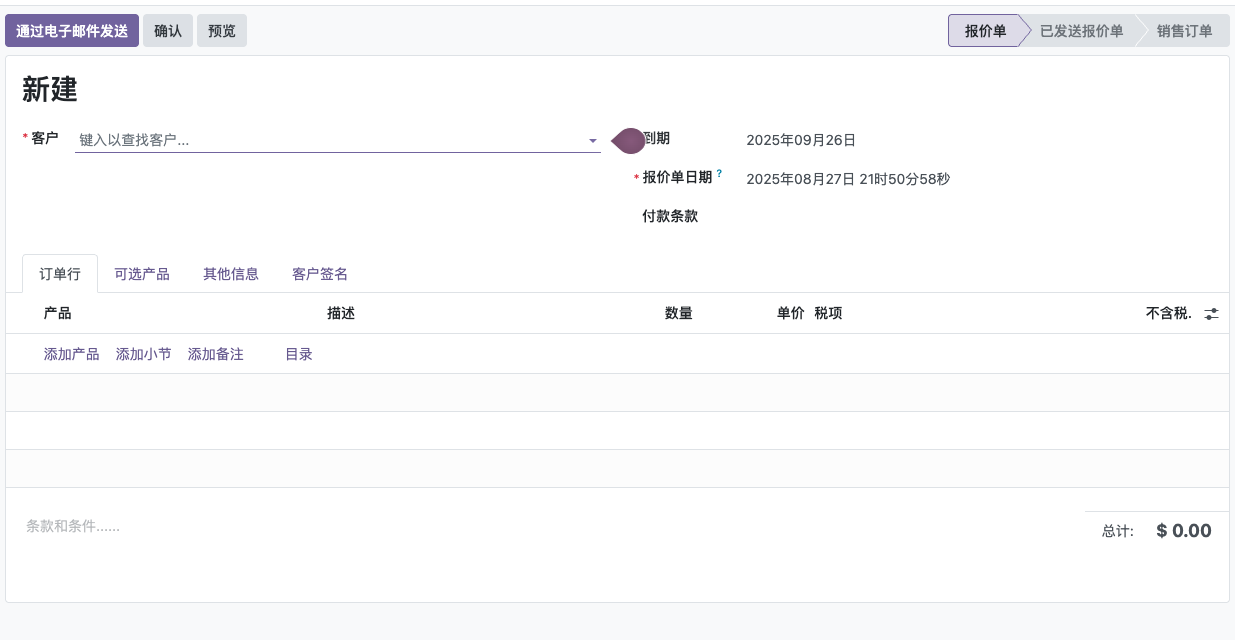 通过电子邮件发送 确认 预览 报价单 已发送报价单 销售订单
新建
* 客户 键入以查找客户... 到期 2025年09月26日
* 报价单日期 ? 2025年08月27日 21时50分58秒
付款条款
订单行 可选产品 其他信息 客户签名
产品 描述 数量 单价 税项 不含税.
添加产品 添加小节 添加备注 目录
条款和条件......
总计: $ 0.00